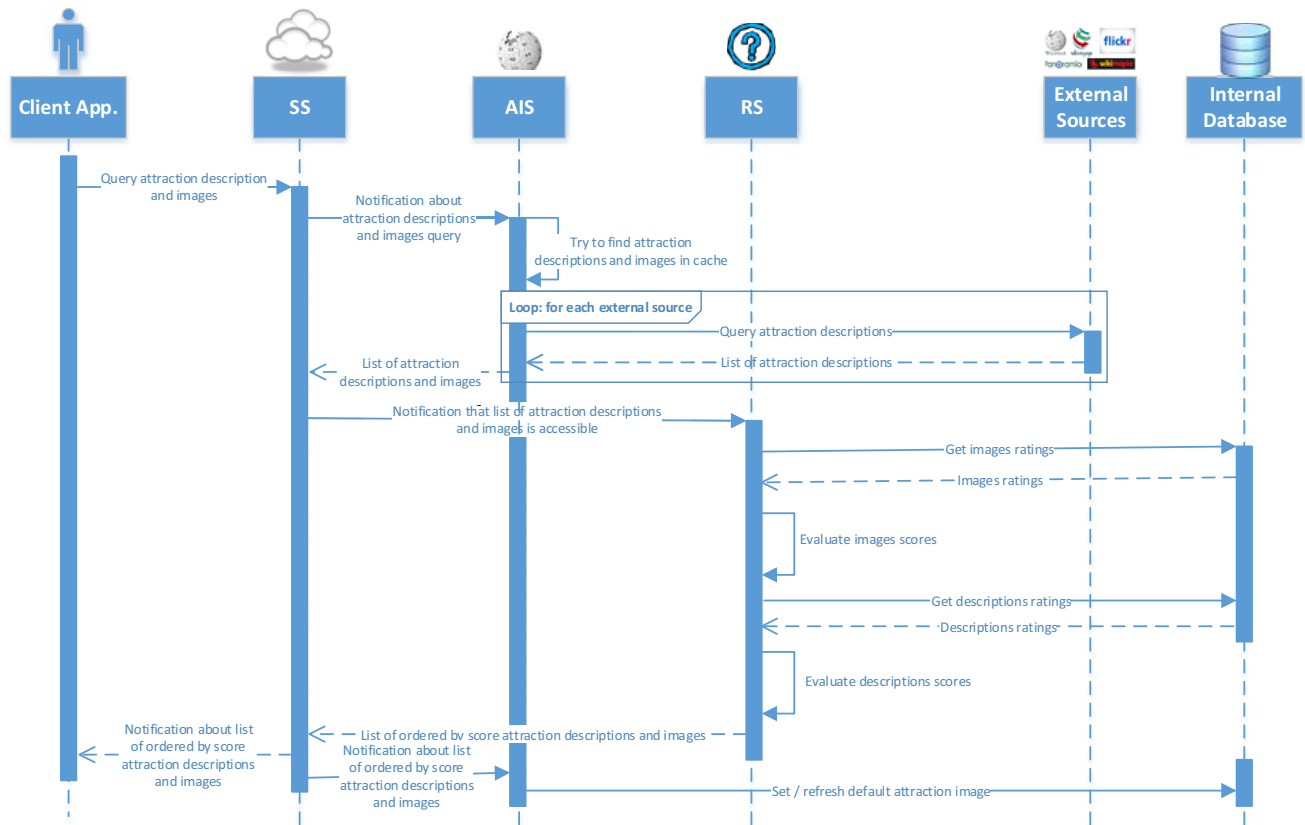 flickr
Panoramio
wikimapia
Client App.
SS
AIS
RS
External
Sources
Internal
Database
Query attraction description
and images
Notification about
attraction descriptions
and images query
Try to find attraction
descriptions and images in cache
Loop: for each external source
Query attraction descriptions
List of attraction descriptions
List of attraction
descriptions and images
Notification that list of attraction descriptions
and images is accessible
Get images ratings
Images ratings
Evaluate images scores
Get descriptions ratings
Descriptions ratings
Evaluate descriptions scores
List of ordered by score attraction descriptions and images
Notification about list
of ordered by score
attraction descriptions
and images
Notification about list
of ordered by score
attraction descriptions
and images
Set / refresh default attraction image